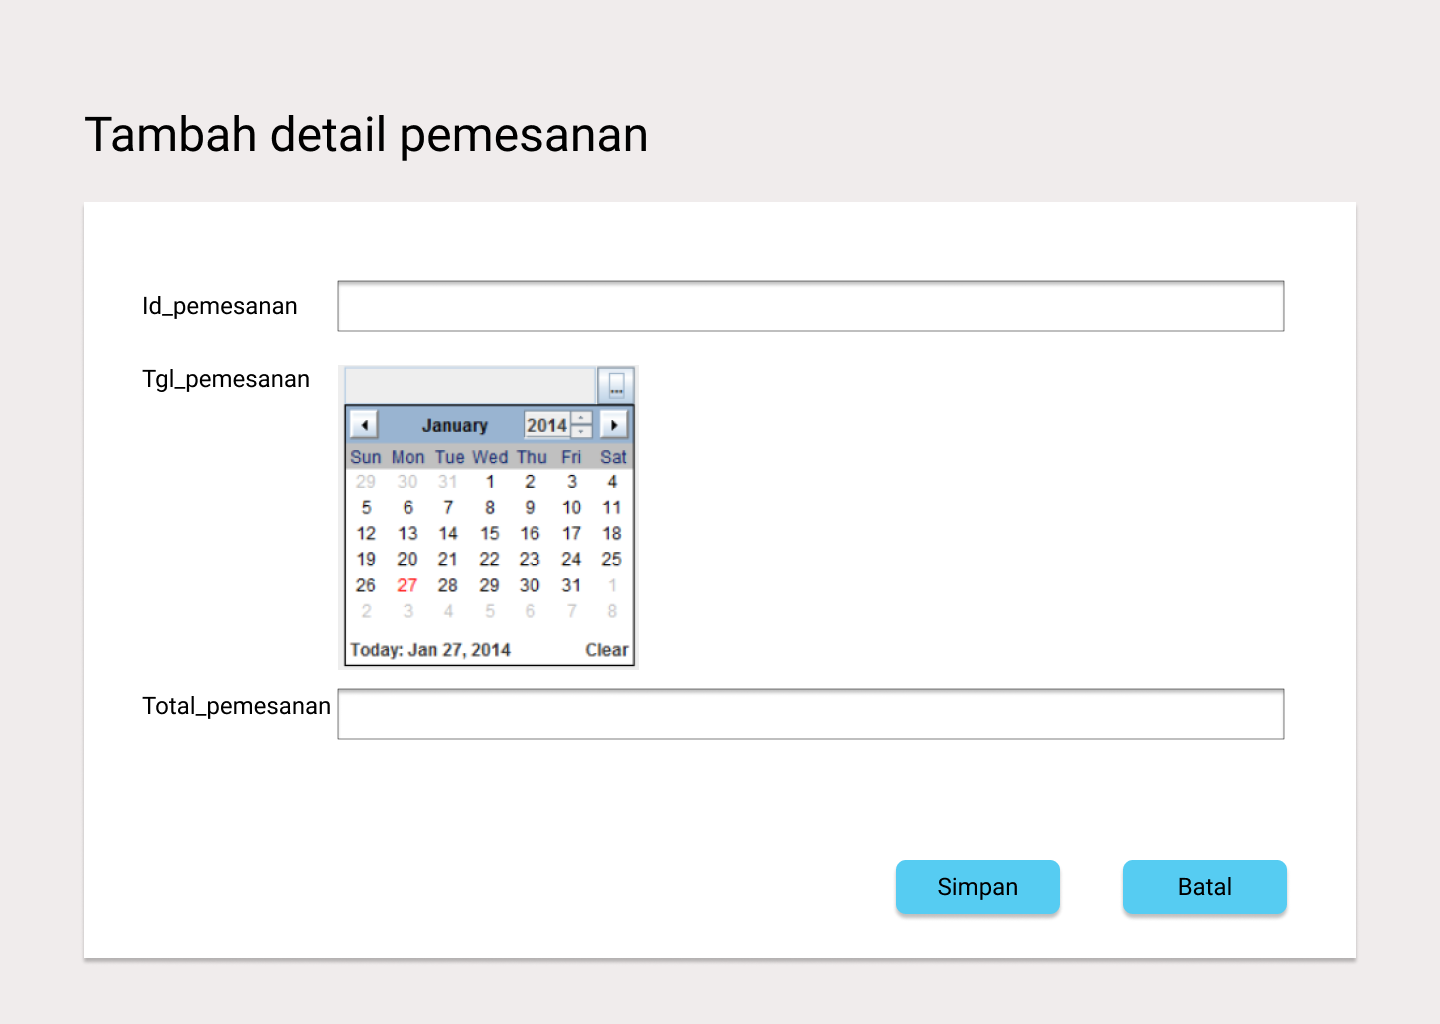 Tambah detail pemesanan
Id_pemesanan
Tgl_pemesanan
...
January 2014
Sun Mon Tue Wed Thu Fri Sat
29 30 31 1 2 3 4
5 6 7 8 9 10 11
12 13 14 15 16 17 18
19 20 21 22 23 24 25
26 27 28 29 30 31 1
2 3 4 5 6 7 8
Today: Jan 27, 2014 Clear
Total_pemesanan
Simpan Batal